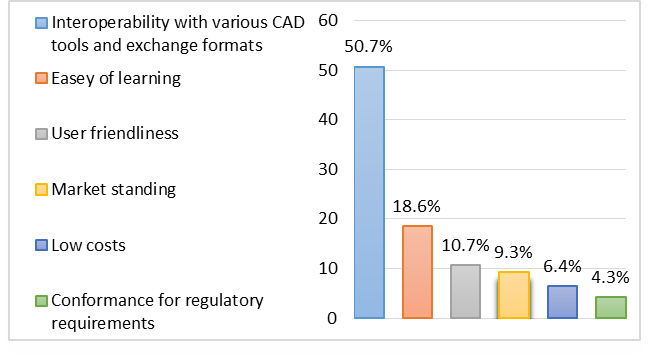 Interoperability with various CAD
tools and exchange formats
Easey of learning
User friendliness
Market standing
Low costs
Conformance for regulatory
requirements
60
50
40
30
20
10
0
50.7%
18.6%
10.7%
9.3%
6.4%
4.3%